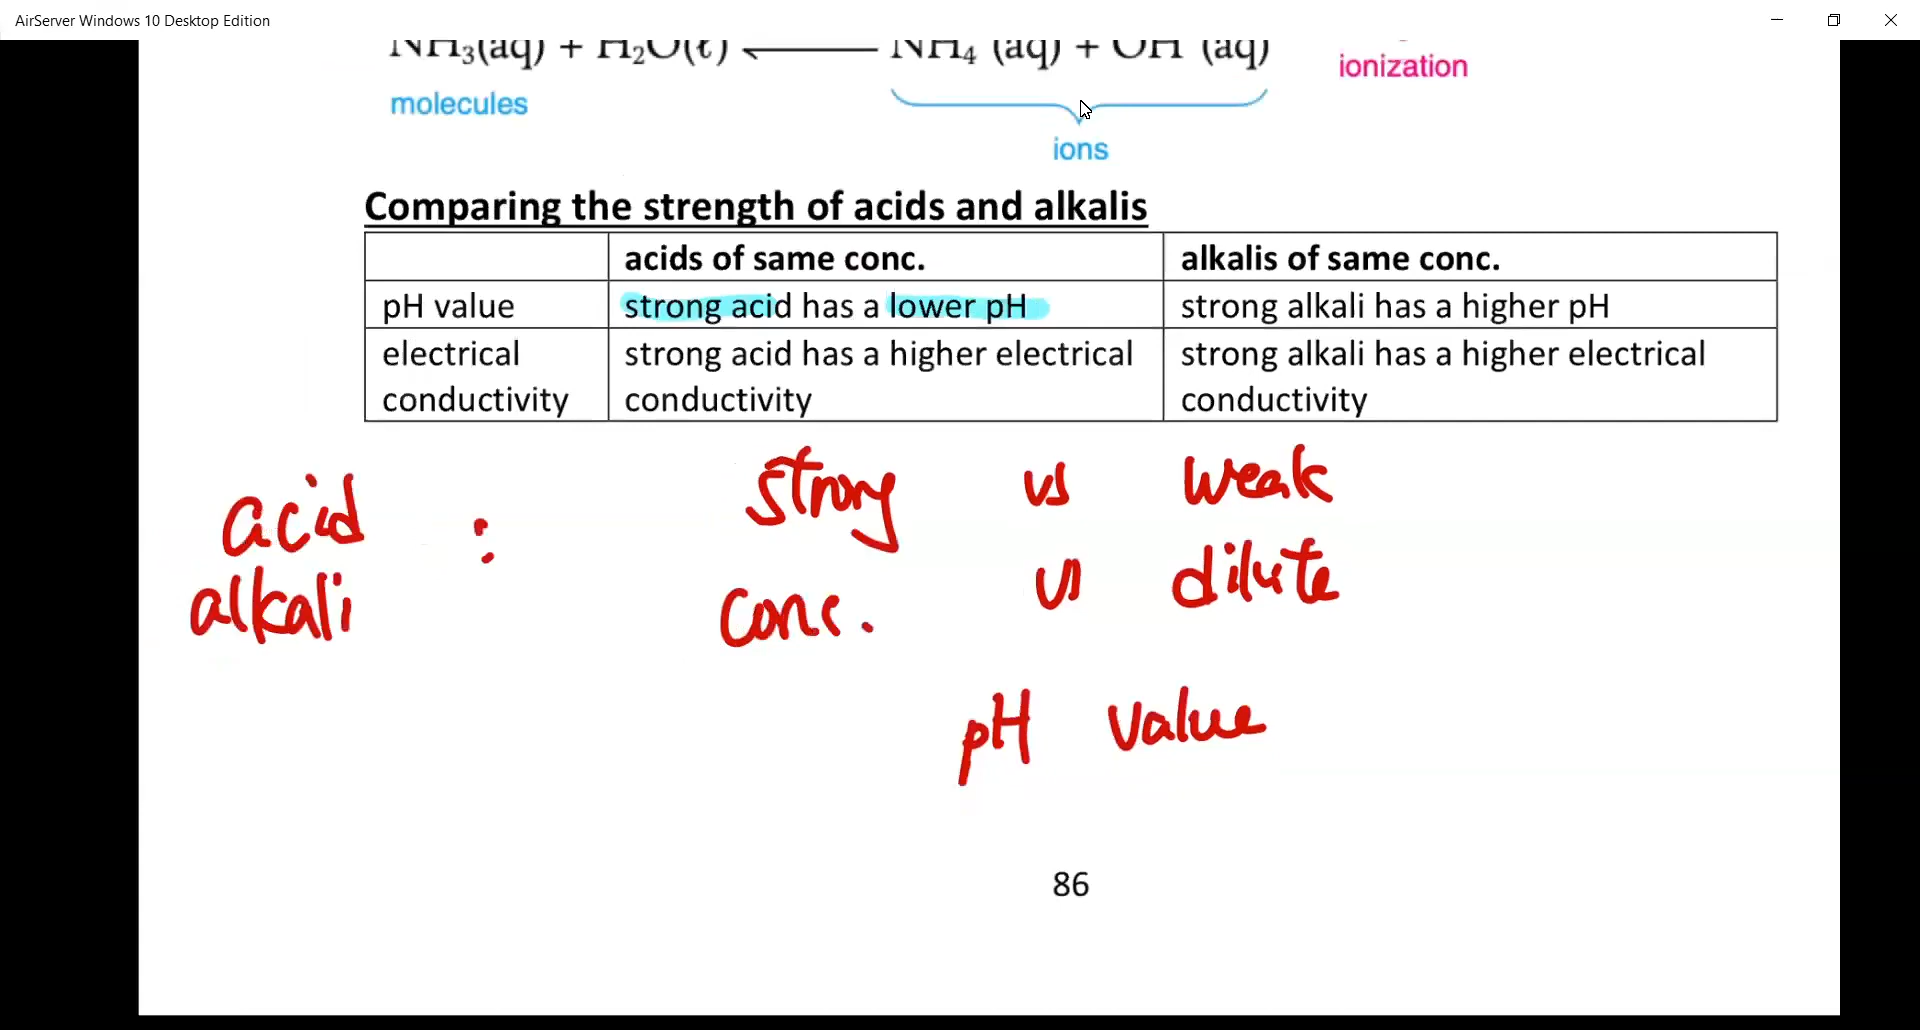 AirServer Windows 10 Desktop Edition
NH₃(aq) + H₂O(ℓ) NH₄ (aq) + OH (aq)
ionization
molecules
ions
Comparing the strength of acids and alkalis
acids of same conc. alkalis of same conc.
pH value strong acid has a lower pH strong alkali has a higher pH
electrical strong acid has a higher electrical strong alkali has a higher electrical
conductivity conductivity conductivity
acid : strong vs weak
alkali conc. vs dilute
pH value
86